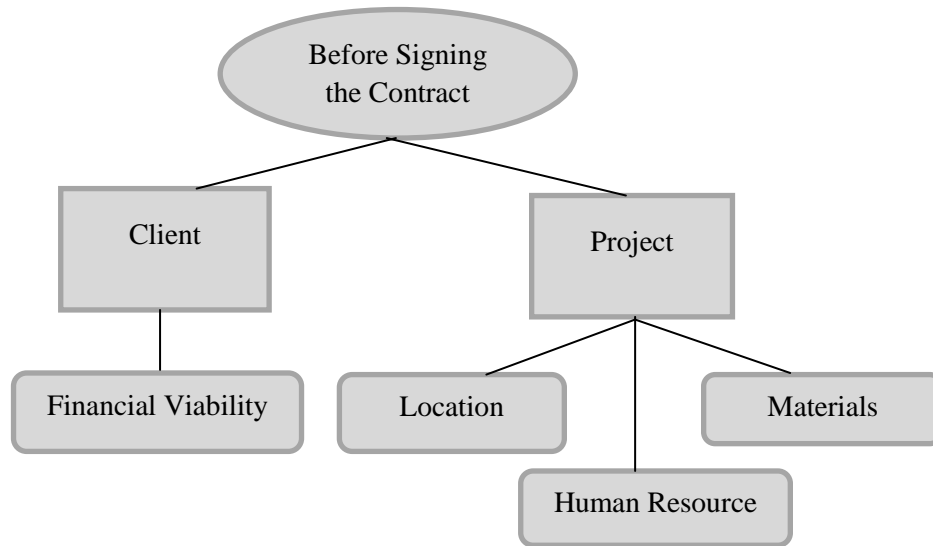 Before Signing
the Contract
Client
Project
Financial Viability
Location
Materials
Human Resource